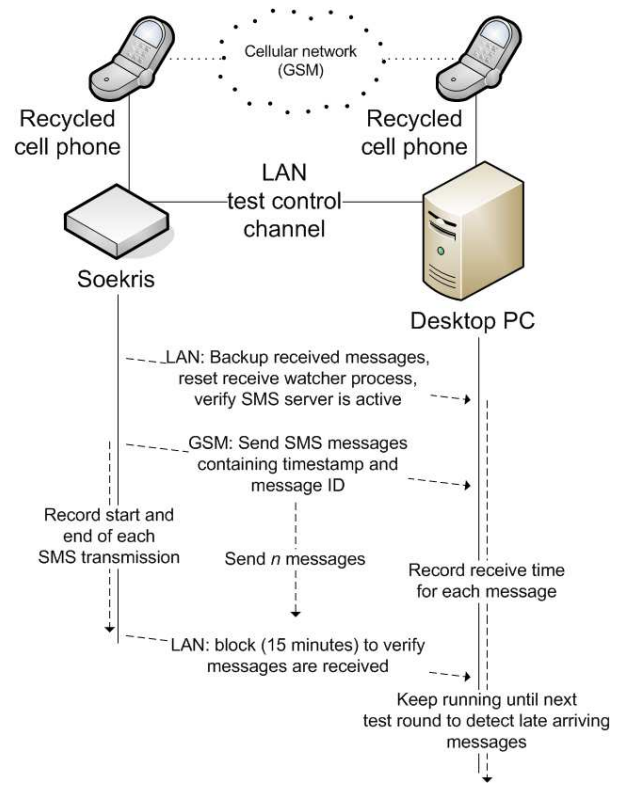 Cellular network
(GSM)
Recycled
cell phone
Recycled
cell phone
LAN
test control
channel
Soekris
Desktop PC
LAN: Backup received messages,
reset receive watcher process,
verify SMS server is active
GSM: Send SMS messages
containing timestamp and
message ID
Record start and
end of each
SMS transmission
Send n messages
Record receive time
for each message
LAN: block (15 minutes) to verify
messages are received
Keep running until next
test round to detect late arriving
messages